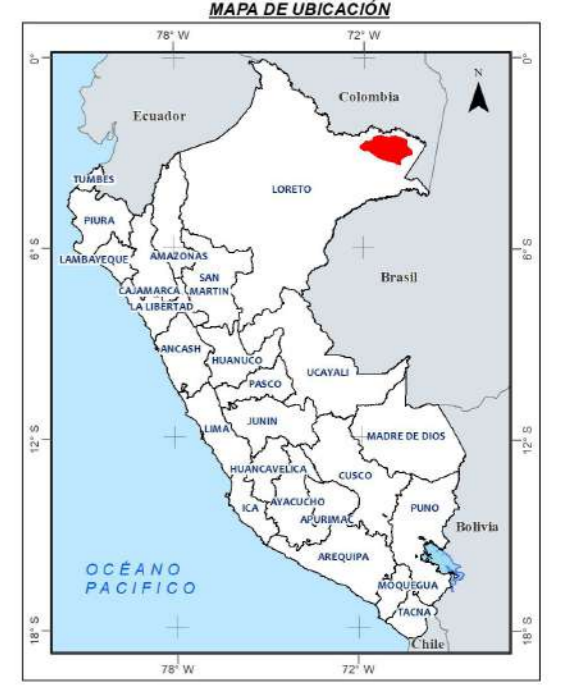 MAPA DE UBICACIÓN
78° W
72° W
0°
0°
N
Colombia
Ecuador
TUMBES
LORETO
PIURA
6° S
6° S
LAMBAYEQUE
AMAZONAS
SAN
MARTIN
Brasil
CAJAMARCA
LA LIBERTAD
ANCASH
HUANUCO
UCAYALI
PASCO
JUNIN
LIMA
12° S
12° S
MADRE DE DIOS
HUANCAVELICA
CUSCO
ICA
AYACUCHO
PUNO
APURIMAC
Bolivia
AREQUIPA
OCÉANO
PACIFICO
MOQUEGUA
TACNA
18° S
18° S
Chile
78° W
72° W